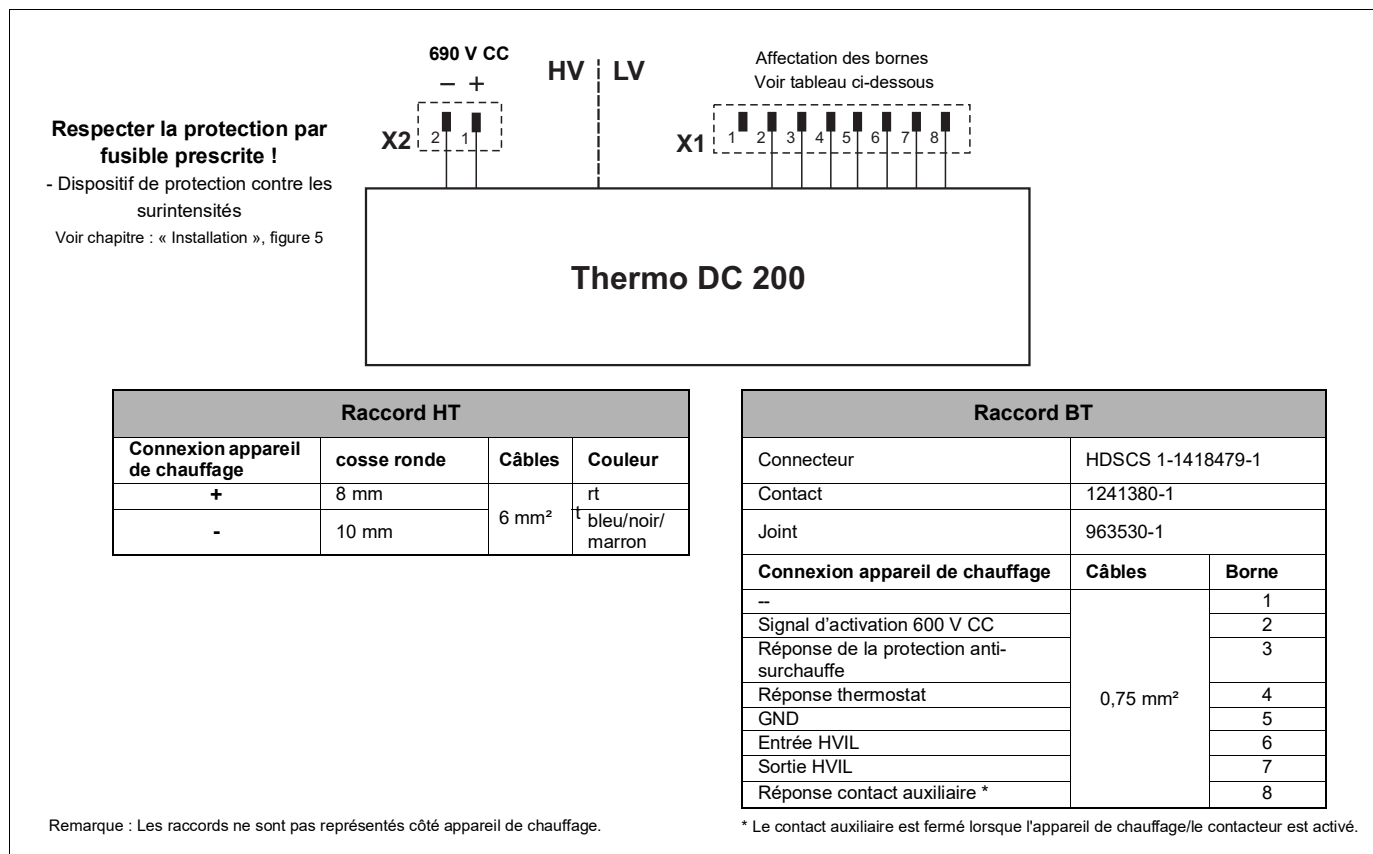 690 V CC
HV
LV
Affectation des bornes
Voir tableau ci-dessous
− +
X2
2 1
X1
1 2 3 4 5 6 7 8
Respecter la protection par
fusible prescrite !
- Dispositif de protection contre les
surintensités
Voir chapitre : « Installation », figure 5
Thermo DC 200
Raccord HT
Connexion appareil
de chauffage
cosse ronde
Câbles
Couleur
+
8 mm
6 mm²
rt
-
10 mm
t
bleu/noir/
marron
Raccord BT
Connecteur
HDSCS 1-1418479-1
Contact
1241380-1
Joint
963530-1
Connexion appareil de chauffage
Câbles
Borne
--
0,75 mm²
1
Signal d’activation 600 V CC
2
Réponse de la protection anti-
surchauffe
3
Réponse thermostat
4
GND
5
Entrée HVIL
6
Sortie HVIL
7
Réponse contact auxiliaire *
8
Remarque : Les raccords ne sont pas représentés côté appareil de chauffage.
* Le contact auxiliaire est fermé lorsque l'appareil de chauffage/le contacteur est activé.